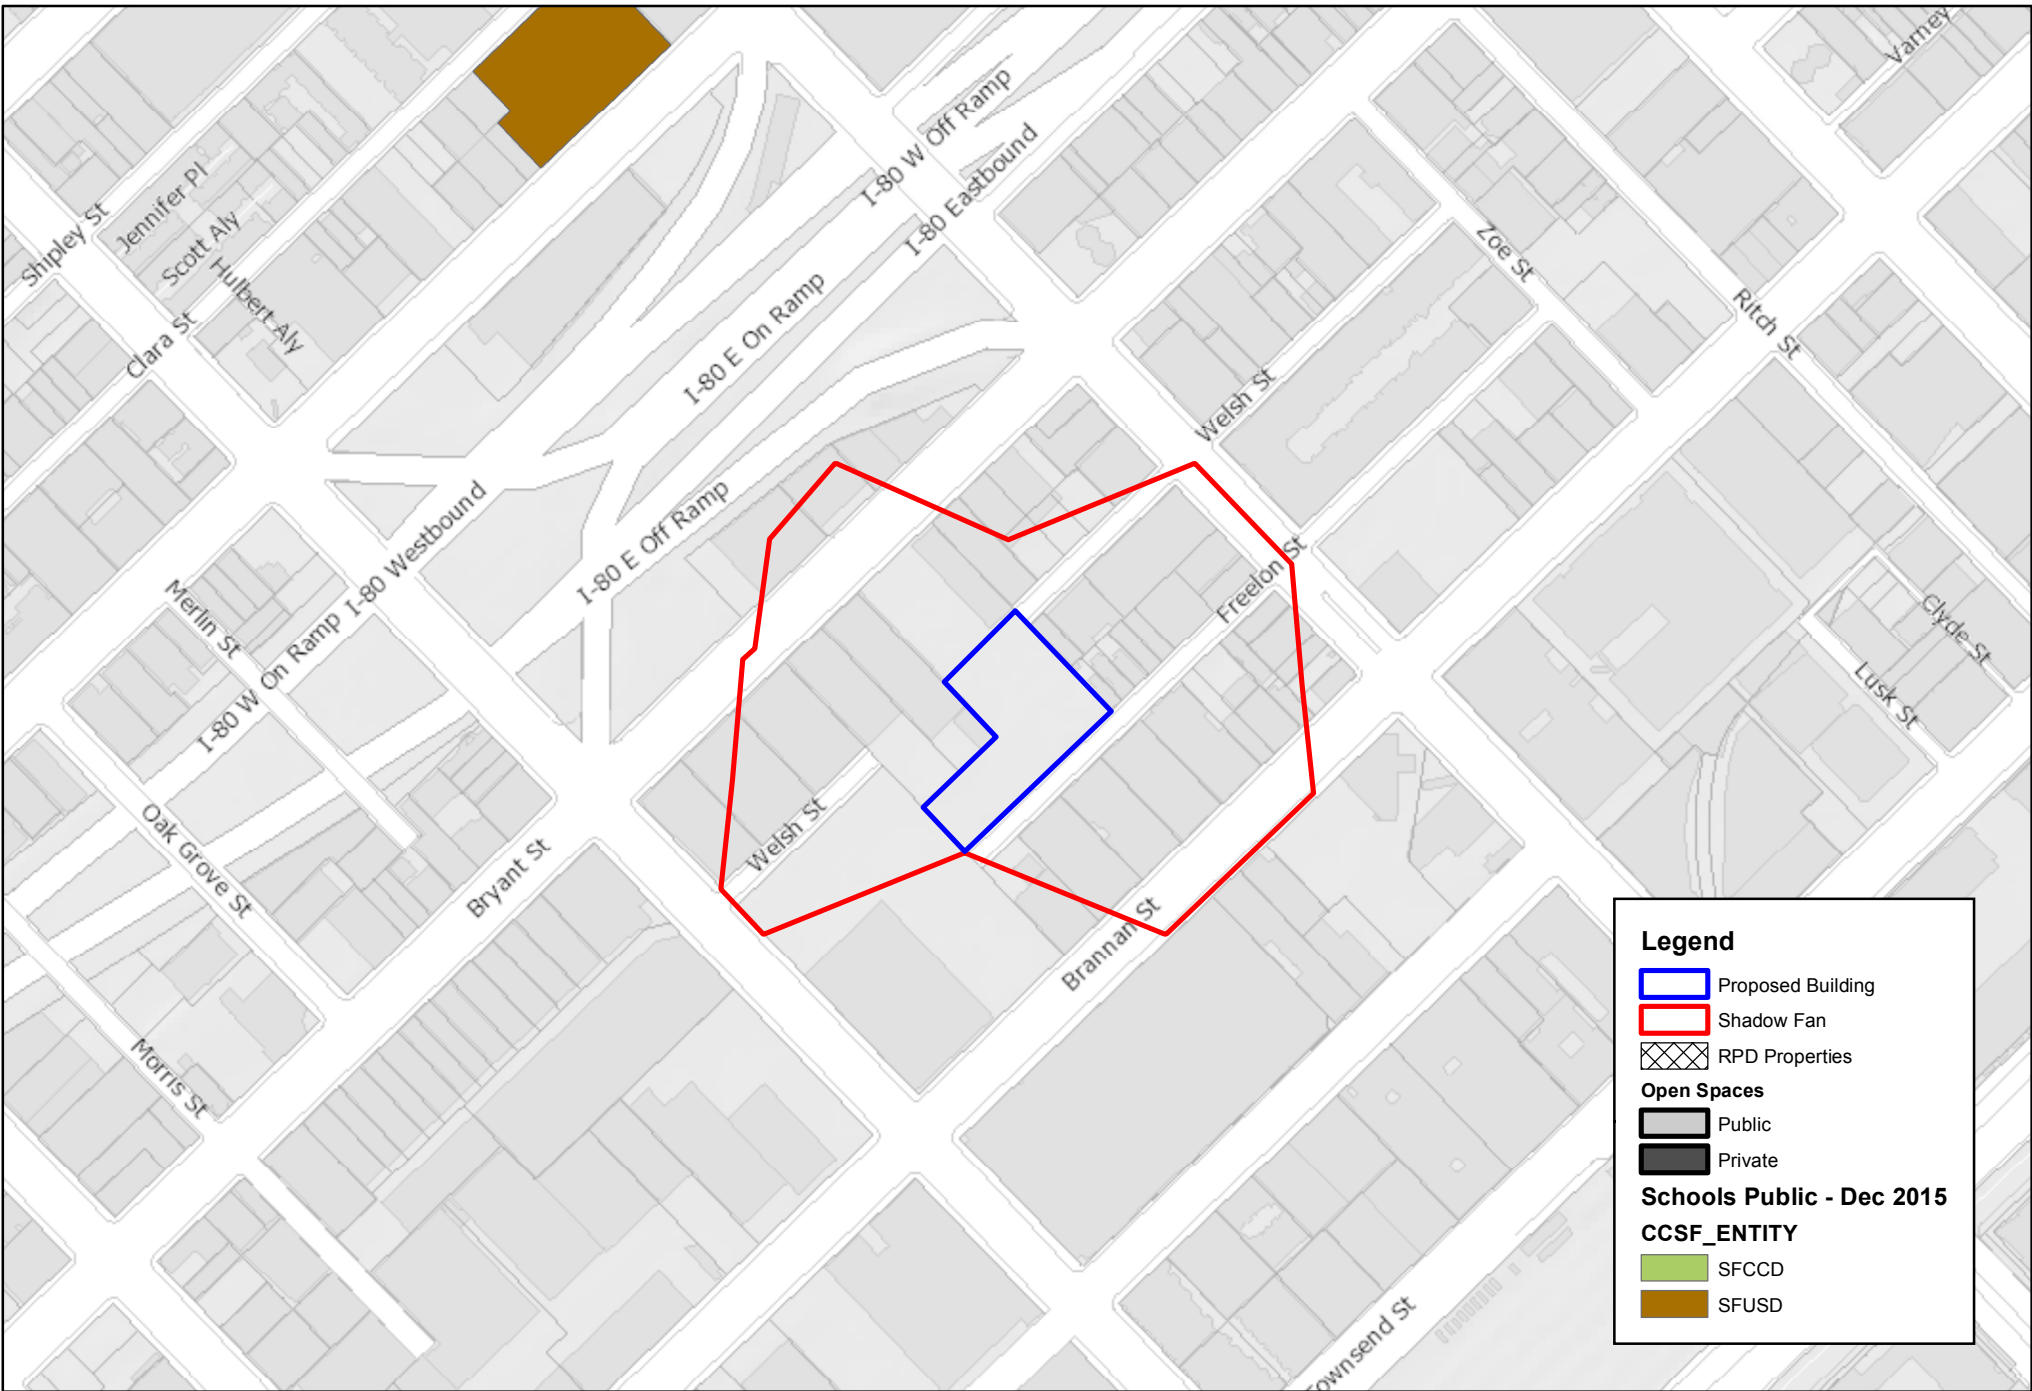 Varney
I-80 W Off Ramp
I-80 Eastbound
Jennifer Pl
Scott Aly
Shipley St
Hulbert Aly
Clara St
Zoe St
Ritch St
I-80 E On Ramp
Welsh St
I-80 Westbound
I-80 E Off Ramp
Freelon St
Merlin St
I-80 W On Ramp
Clyde St
Lusk St
Oak Grove St
Welsh St
Bryant St
Brannan St
Morris St
Townsend St
Legend
Proposed Building
Shadow Fan
RPD Properties
Open Spaces
Public
Private
Schools Public - Dec 2015
CCSF_ENTITY
SFCCD
SFUSD